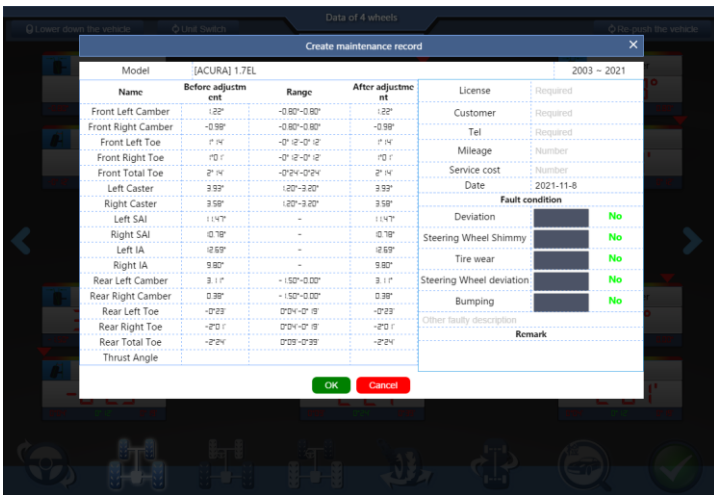 Data of 4 wheels
Lower down the vehicle
Unit Switch
Re-push the vehicle
Create maintenance record
Model [ACURA] 1.7EL 2003 ~ 2021
Name Before adjustment Range After adjustment
Front Left Camber 1.22° -0.80°-0.80° 1.22°
Front Right Camber -0.98° -0.80°-0.80° -0.98°
Front Left Toe 1°14' -0°12'-0°12' 1°14'
Front Right Toe 1°01' -0°12'-0°12' 1°01'
Front Total Toe 2°14' -0°24'-0°24' 2°14'
Left Caster 3.93° 1.20°-3.20° 3.93°
Right Caster 3.58° 1.20°-3.20° 3.58°
Left SAI 11.47° - 11.47°
Right SAI 10.78° - 10.78°
Left IA 12.69° - 12.69°
Right IA 9.80° - 9.80°
Rear Left Camber 3.11° -1.50°-0.00° 3.11°
Rear Right Camber 0.38° -1.50°-0.00° 0.38°
Rear Left Toe -0°23' 0°04'-0°19' -0°23'
Rear Right Toe -2°01' 0°04'-0°19' -2°01'
Rear Total Toe -2°24' 0°09'-0°39' -2°24'
Thrust Angle
License Required
Customer Required
Tel Required
Mileage Number
Service cost Number
Date 2021-11-8
Fault condition
Deviation No
Steering Wheel Shimmy No
Tire wear No
Steering Wheel deviation No
Bumping No
Other faulty description
Remark
OK
Cancel